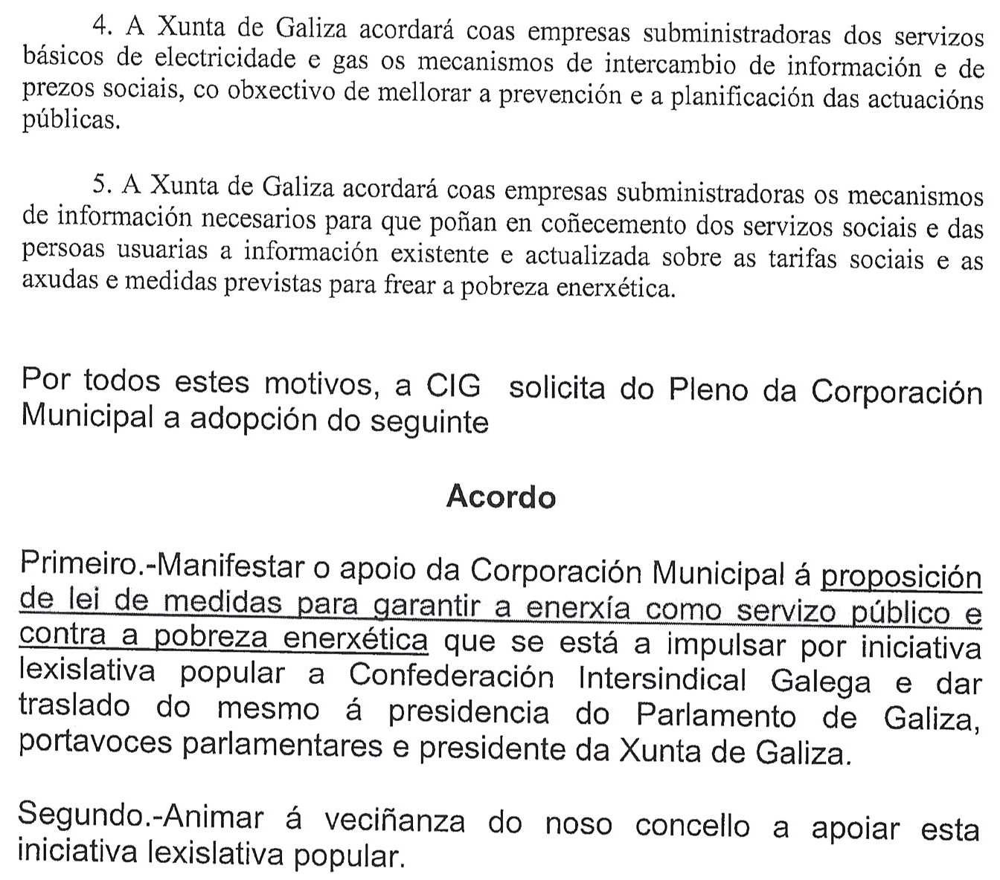 4. A Xunta de Galiza acordará coas empresas subministradoras dos servizos
básicos de electricidade e gas os mecanismos de intercambio de información e de
prezos sociais, co obxectivo de mellorar a prevención e a planificación das actuacións
públicas.
5. A Xunta de Galiza acordará coas empresas subministradoras os mecanismos
de información necesarios para que poñan en coñecemento dos servizos sociais e das
persoas usuarias a información existente e actualizada sobre as tarifas sociais e as
axudas e medidas previstas para frear a pobreza enerxética.
Por todos estes motivos, a CIG solicita do Pleno da Corporación
Municipal a adopción do seguinte
Acordo
Primeiro.-Manifestar o apoio da Corporación Municipal á proposición
de lei de medidas para garantir a enerxía como servizo público e
contra a pobreza enerxética que se está a impulsar por iniciativa
lexislativa popular a Confederación Intersindical Galega e dar
traslado do mesmo á presidencia do Parlamento de Galiza,
portavoces parlamentares e presidente da Xunta de Galiza.
Segundo.-Animar á veciñanza do noso concello a apoiar esta
iniciativa lexislativa popular.